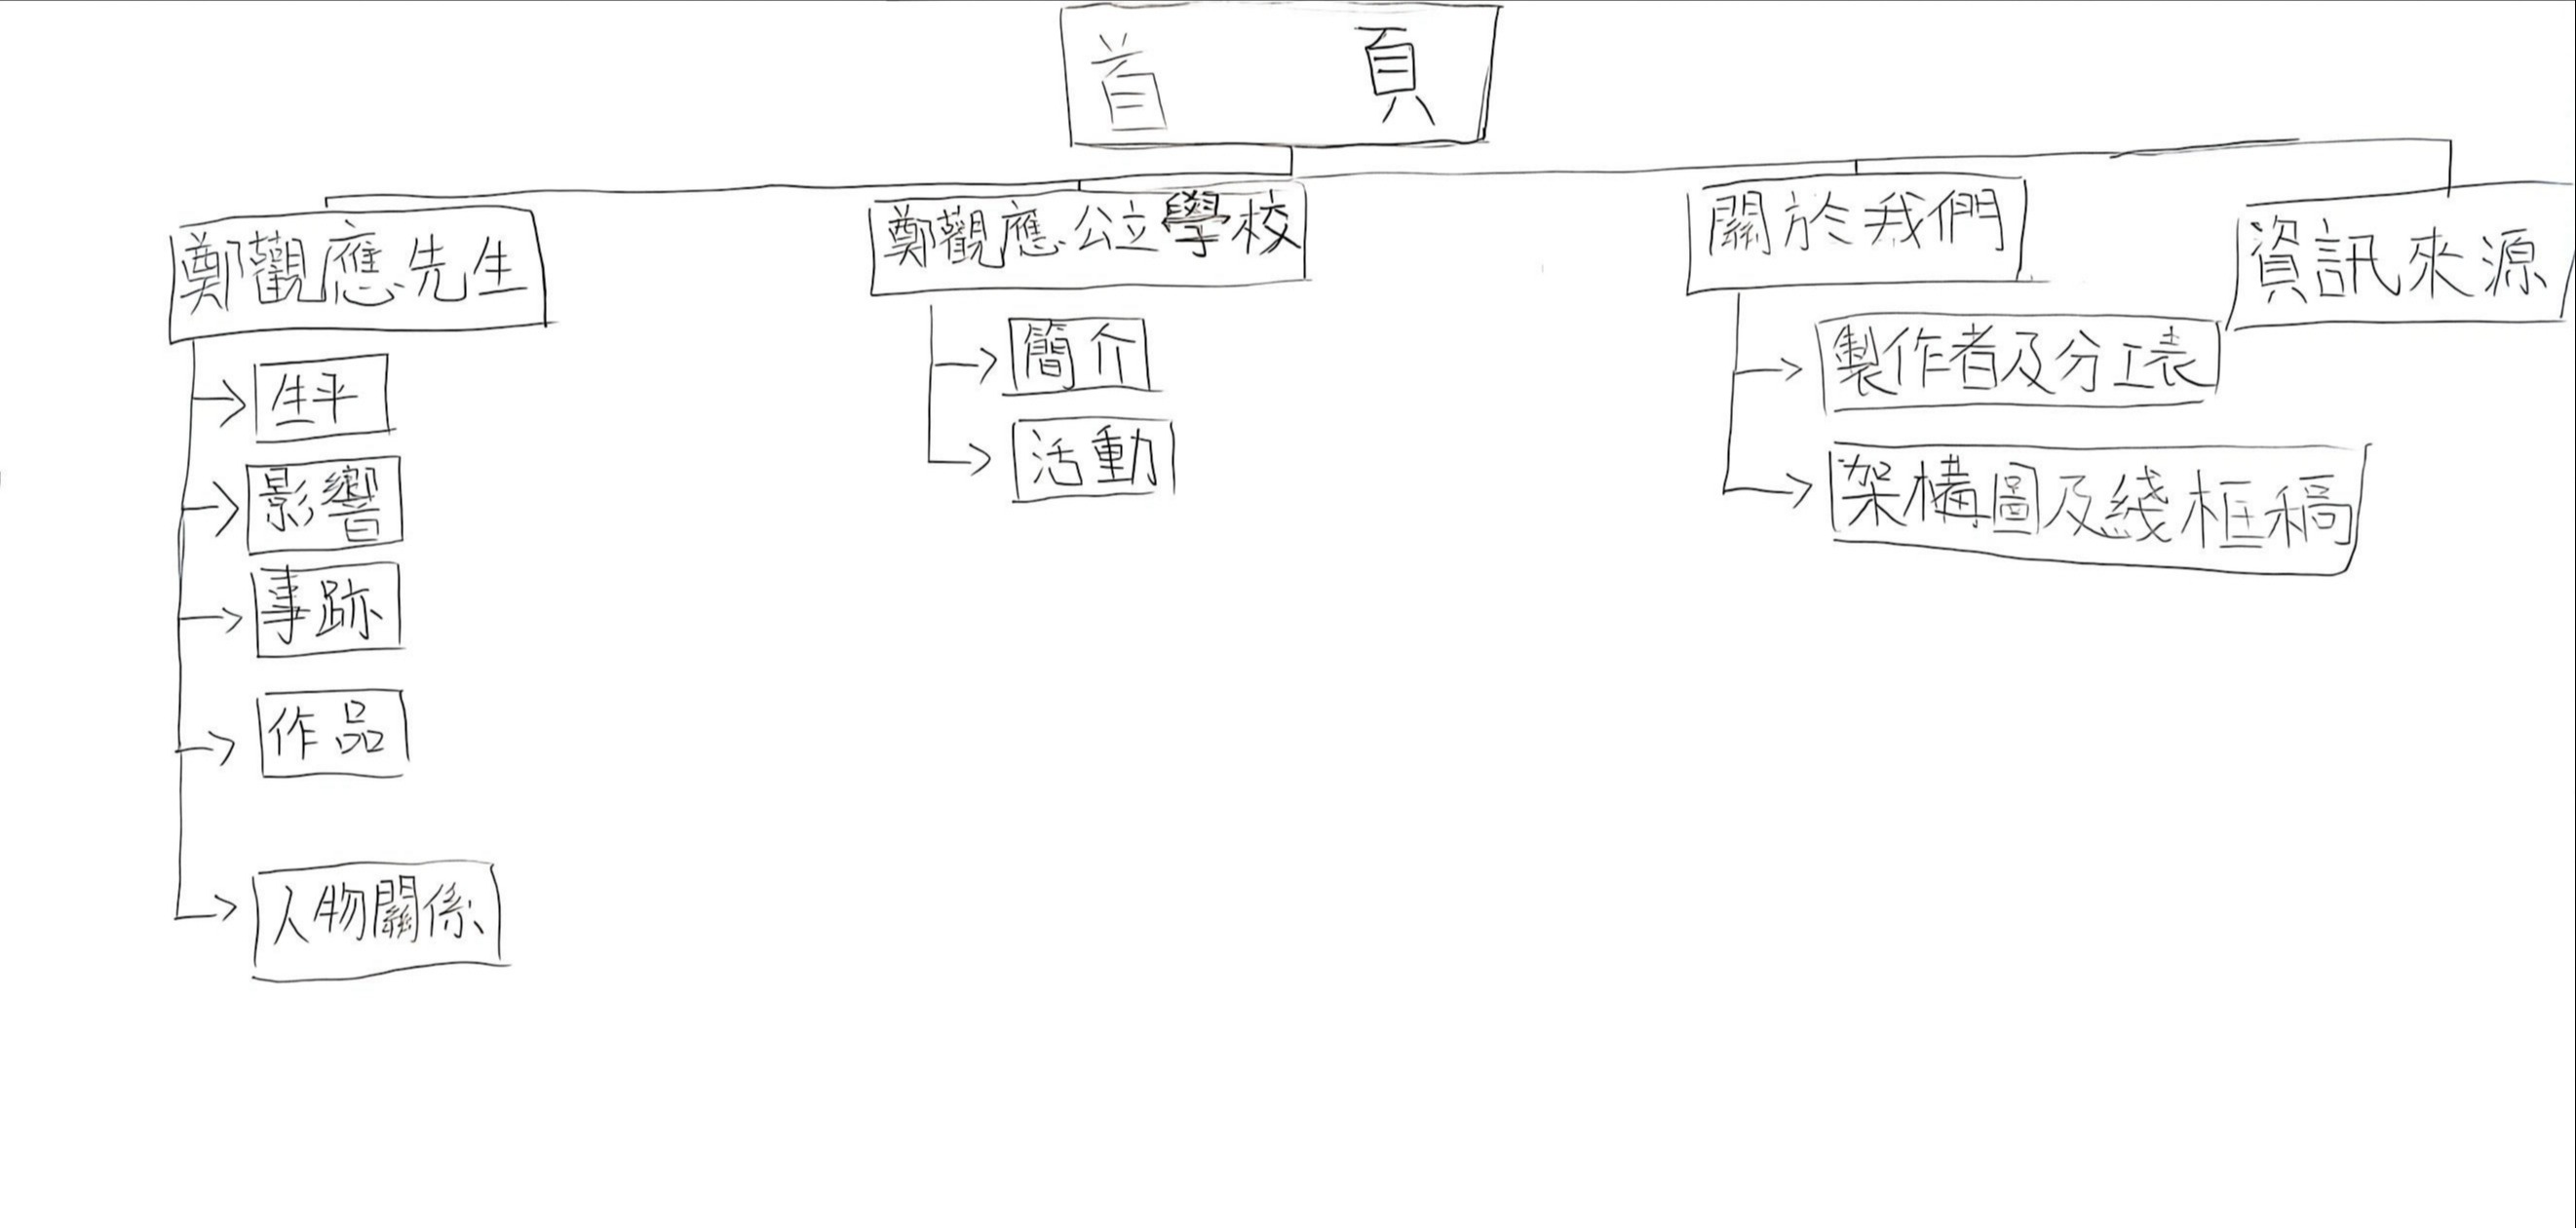 首頁
鄭觀應先生
生平
影響
事跡
作品
人物關係
鄭觀應公立學校
簡介
活動
關於我們
製作者及分工表
架構圖及綫框稿
資訊來源